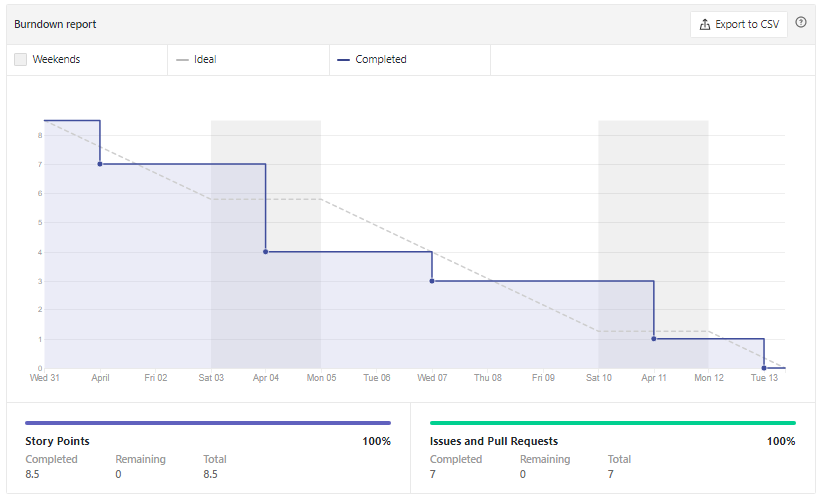 Burndown report
Export to CSV
Weekends
Ideal
Completed
8
7
6
5
4
3
2
1
0
Wed 31 April Fri 02 Sat 03 Apr 04 Mon 05 Tue 06 Wed 07 Thu 08 Fri 09 Sat 10 Apr 11 Mon 12 Tue 13
Story Points 100%
Completed Remaining Total
8.5 0 8.5
Issues and Pull Requests 100%
Completed Remaining Total
7 0 7